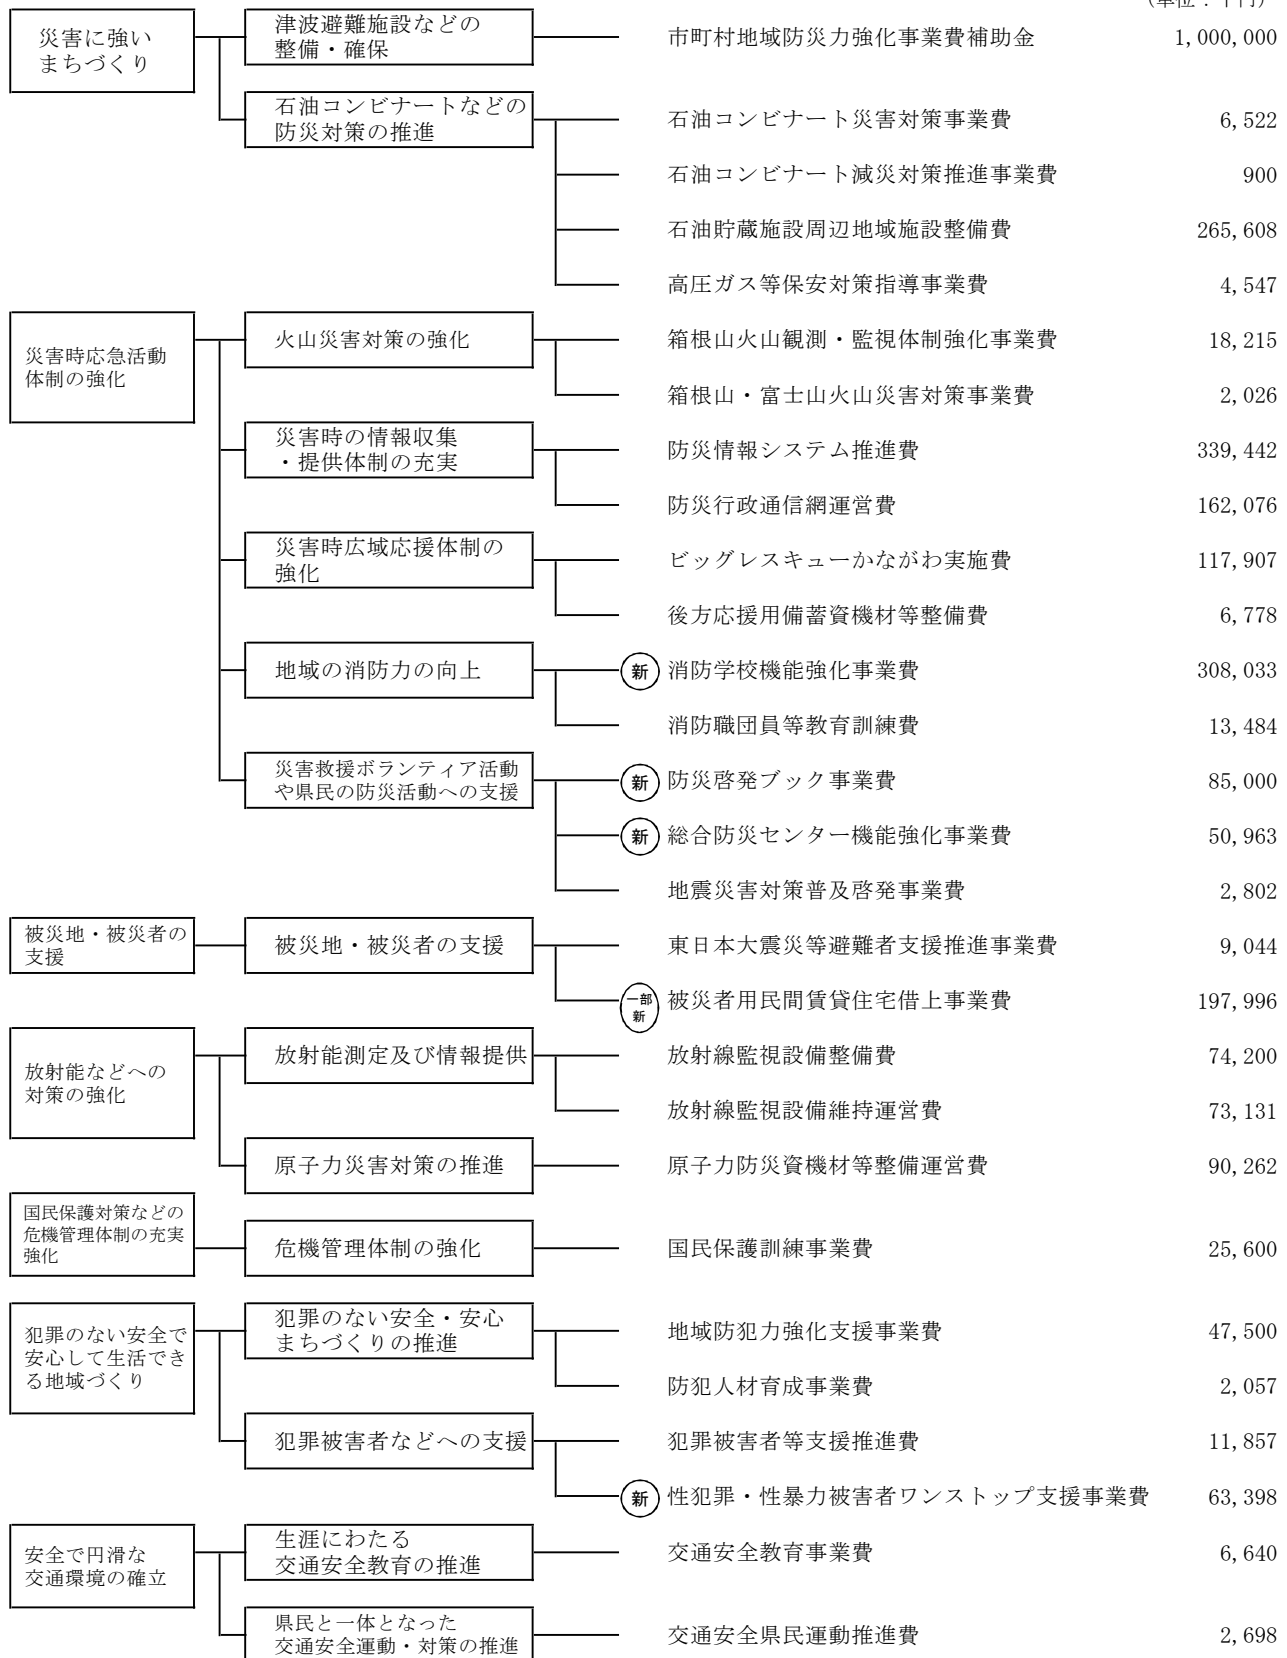 (単位：千円)
災害に強い
まちづくり
津波避難施設などの
整備・確保
市町村地域防災力強化事業費補助金 1,000,000
石油コンビナートなどの
防災対策の推進
石油コンビナート災害対策事業費 6,522
石油コンビナート減災対策推進事業費 900
石油貯蔵施設周辺地域施設整備費 265,608
高圧ガス等保安対策指導事業費 4,547
災害時応急活動
体制の強化
火山災害対策の強化
箱根山火山観測・監視体制強化事業費 18,215
箱根山・富士山火山災害対策事業費 2,026
災害時の情報収集
・提供体制の充実
防災情報システム推進費 339,442
防災行政通信網運営費 162,076
災害時広域応援体制の
強化
ビッグレスキューかながわ実施費 117,907
後方応援用備蓄資機材等整備費 6,778
地域の消防力の向上
新 消防学校機能強化事業費 308,033
消防職団員等教育訓練費 13,484
災害救援ボランティア活動
や県民の防災活動への支援
新 防災啓発ブック事業費 85,000
新 総合防災センター機能強化事業費 50,963
地震災害対策普及啓発事業費 2,802
被災地・被災者の
支援
被災地・被災者の支援
東日本大震災等避難者支援推進事業費 9,044
一部
新
被災者用民間賃貸住宅借上事業費 197,996
放射能などへの
対策の強化
放射能測定及び情報提供
放射線監視設備整備費 74,200
放射線監視設備維持運営費 73,131
原子力災害対策の推進
原子力防災資機材等整備運営費 90,262
国民保護対策などの
危機管理体制の充実
強化
危機管理体制の強化
国民保護訓練事業費 25,600
犯罪のない安全で
安心して生活でき
る地域づくり
犯罪のない安全・安心
まちづくりの推進
地域防犯力強化支援事業費 47,500
防犯人材育成事業費 2,057
犯罪被害者などへの支援
犯罪被害者等支援推進費 11,857
新 性犯罪・性暴力被害者ワンストップ支援事業費 63,398
安全で円滑な
交通環境の確立
生涯にわたる
交通安全教育の推進
交通安全教育事業費 6,640
県民と一体となった
交通安全運動・対策の推進
交通安全県民運動推進費 2,698